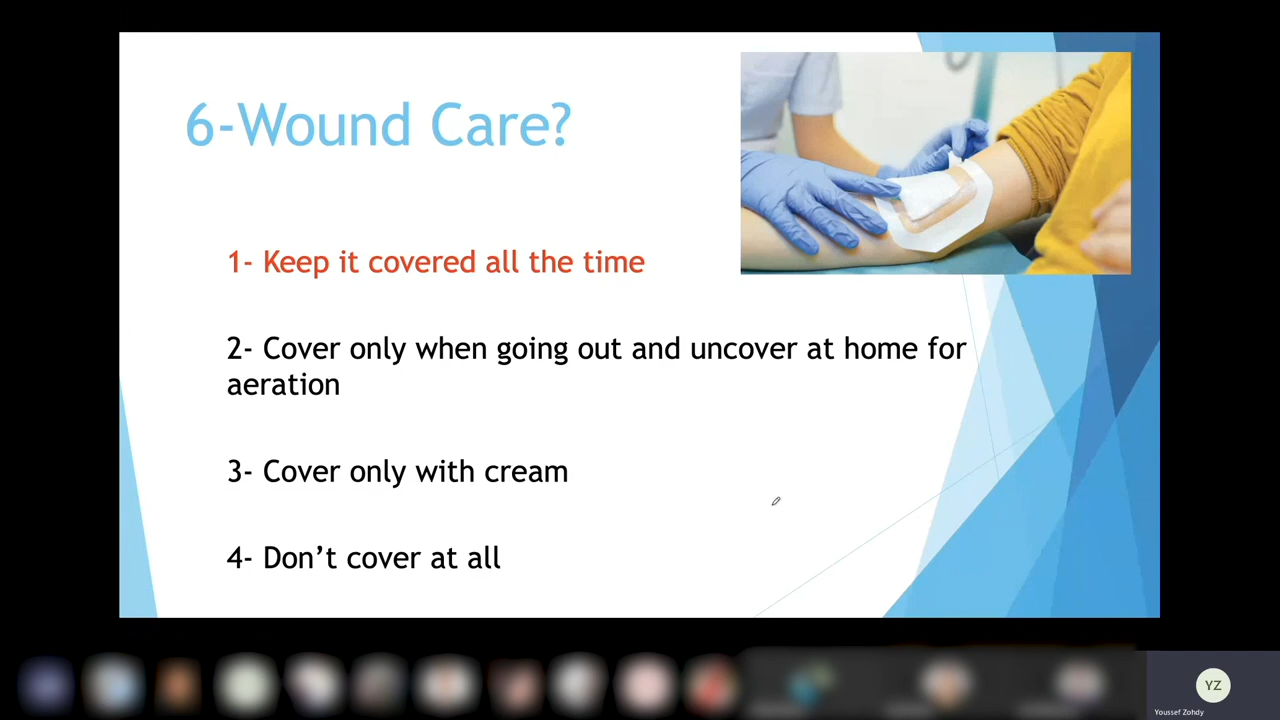 6-Wound Care?
1- Keep it covered all the time
2- Cover only when going out and uncover at home for
aeration
3- Cover only with cream
4- Don’t cover at all
YZ
Youssef Zohdy